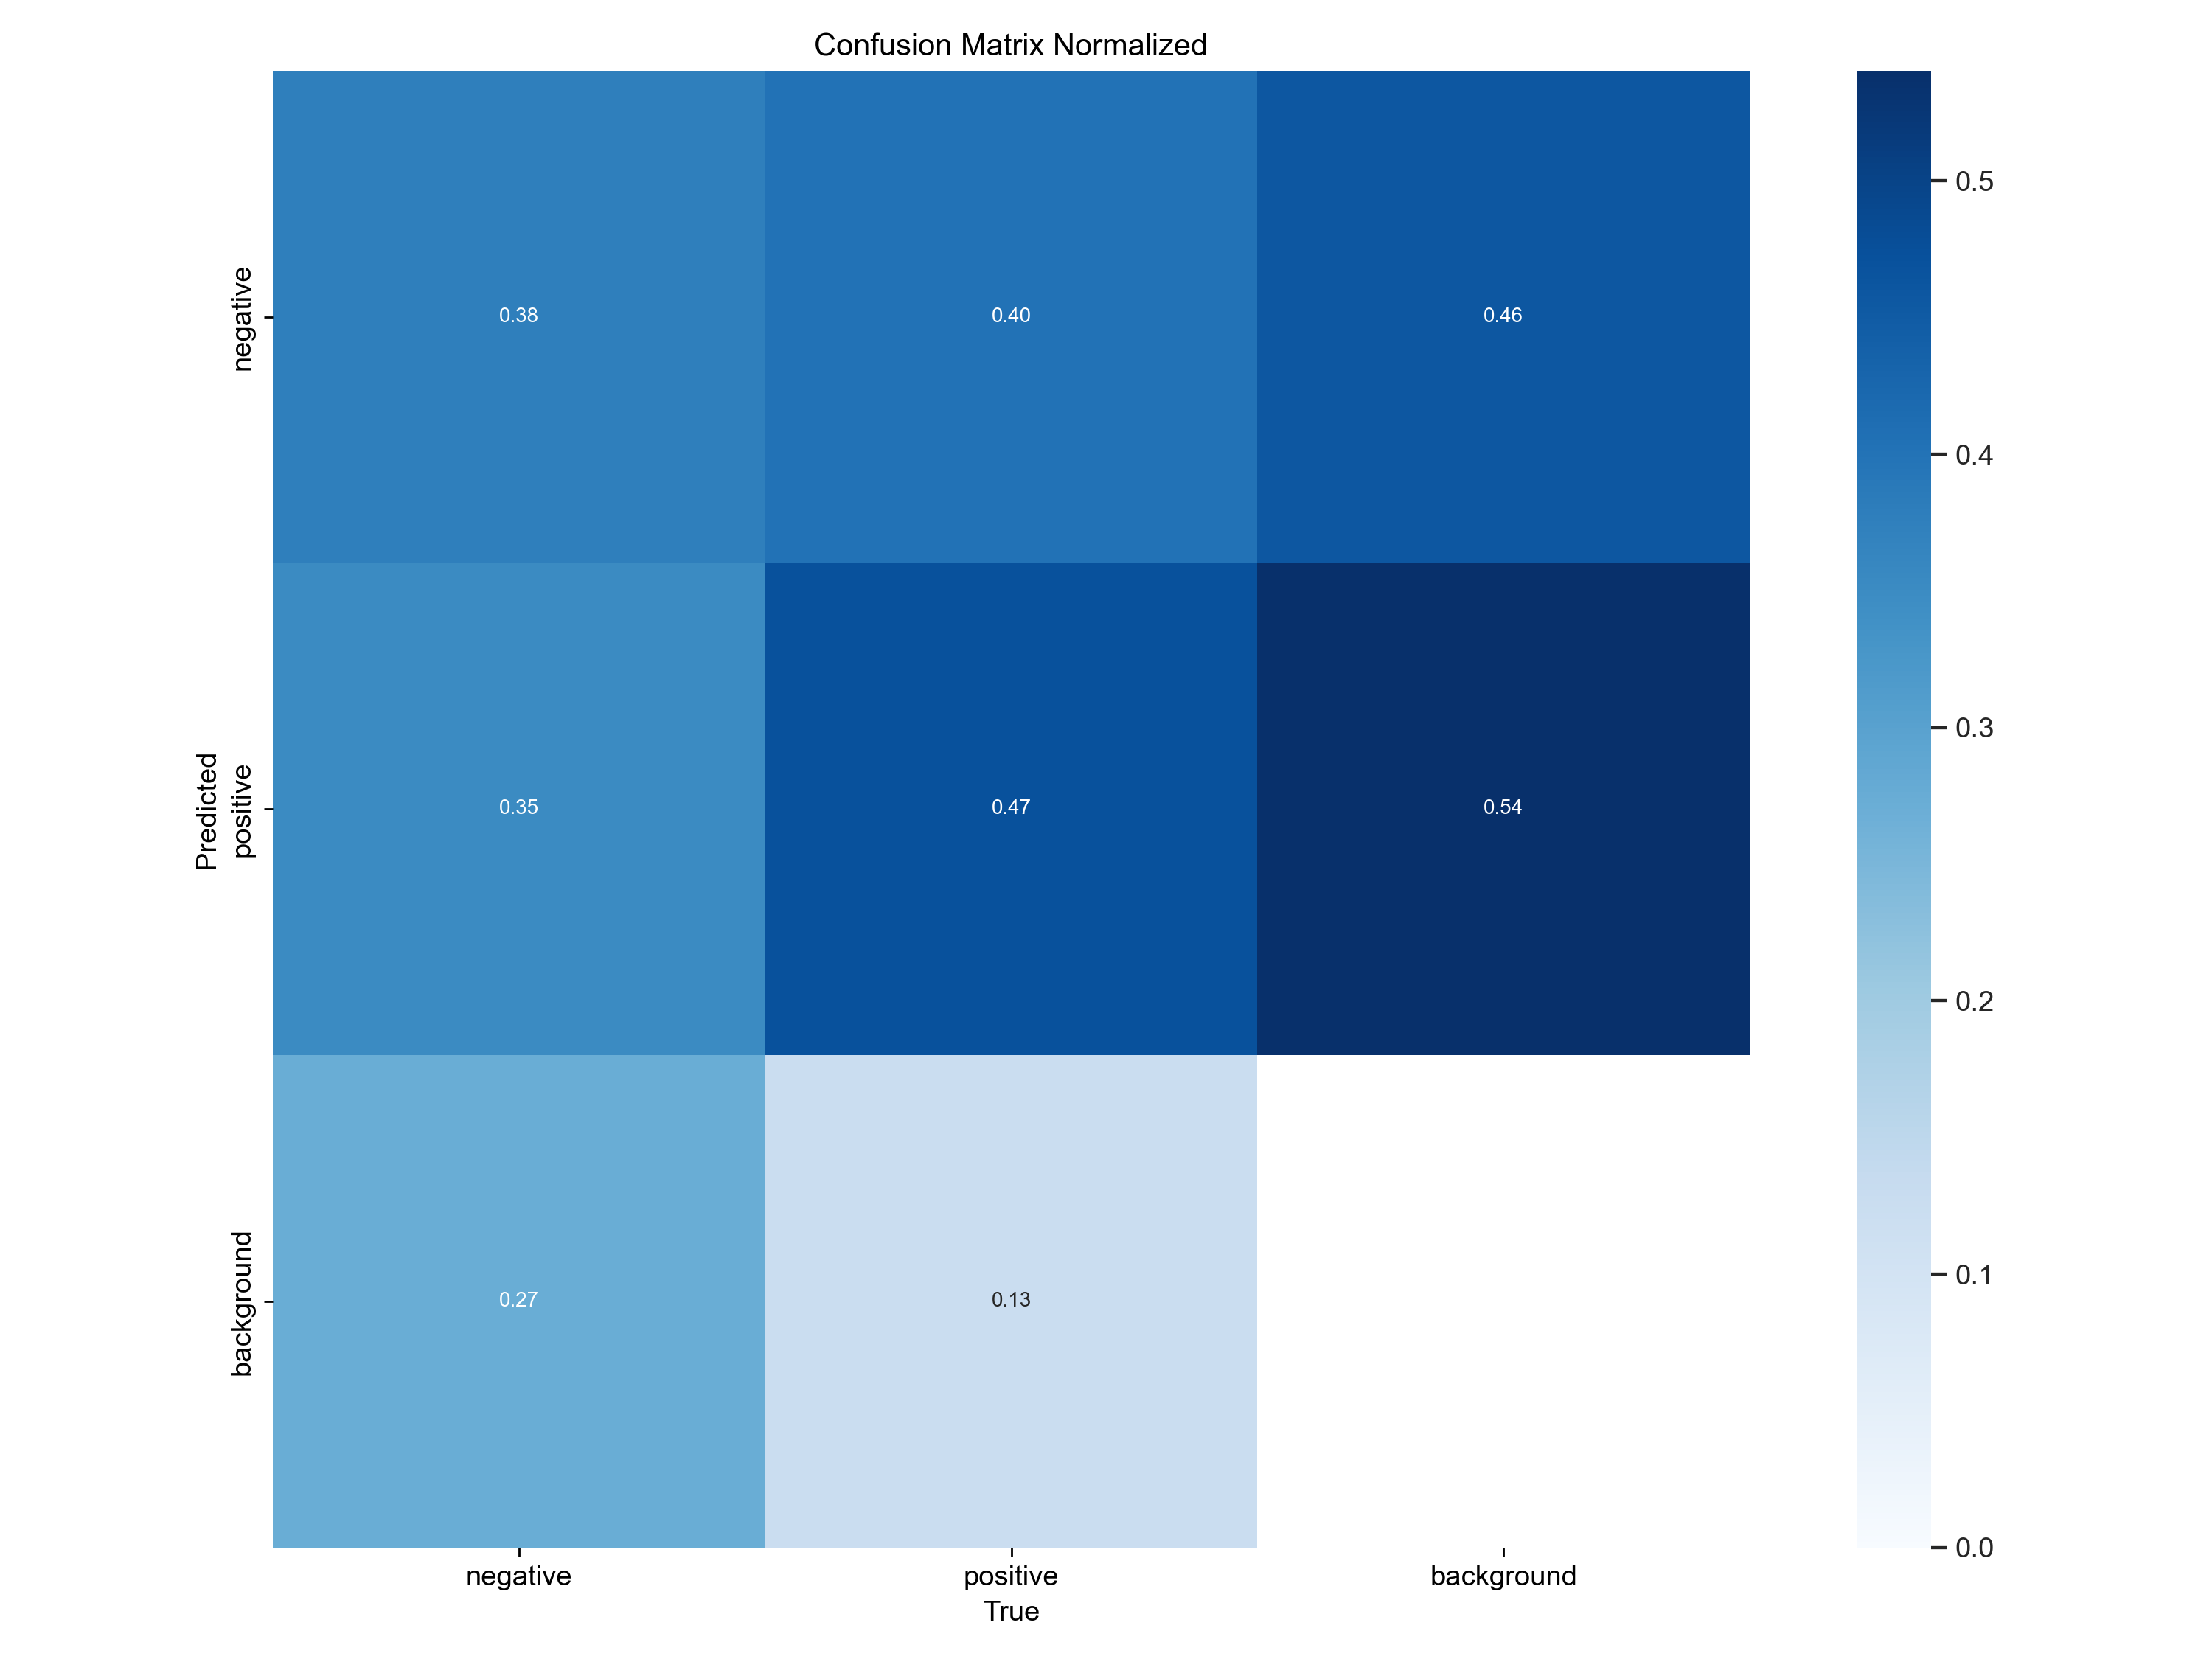 Confusion Matrix Normalized
negative
0.38
0.40
0.46
Predicted
positive
0.35
0.47
0.54
background
0.27
0.13
negative
positive
background
True
0.5
0.4
0.3
0.2
0.1
0.0